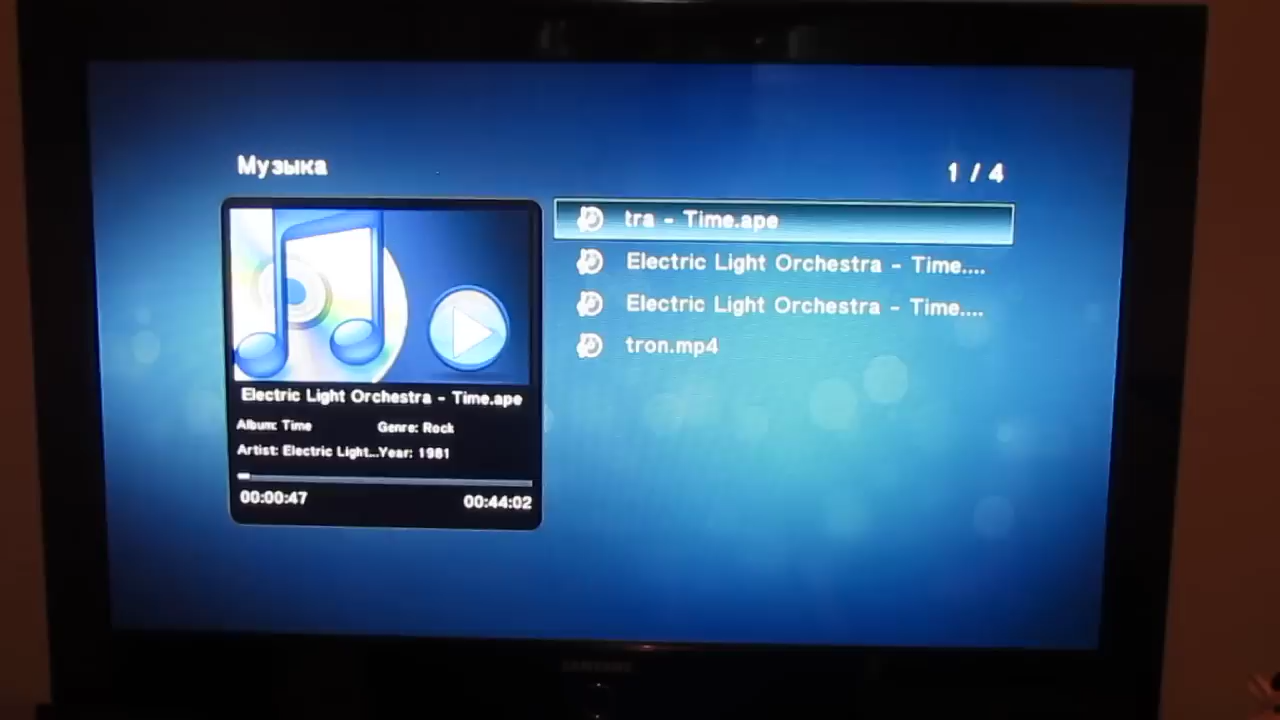 Музыка
1 / 4
tra - Time.ape
Electric Light Orchestra - Time....
Electric Light Orchestra - Time....
tron.mp4
Electric Light Orchestra - Time.ape
Album: Time Genre: Rock
Artist: Electric Light...Year: 1981
00:00:47 00:44:02
SAMSUNG